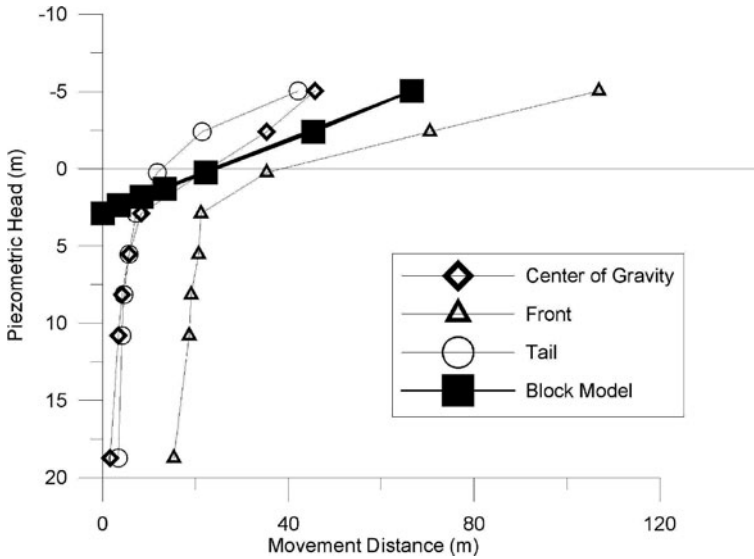 -10
-5
0
5
10
15
20
Piezometric Head (m)
0
40
80
120
Movement Distance (m)
Center of Gravity
Front
Tail
Block Model